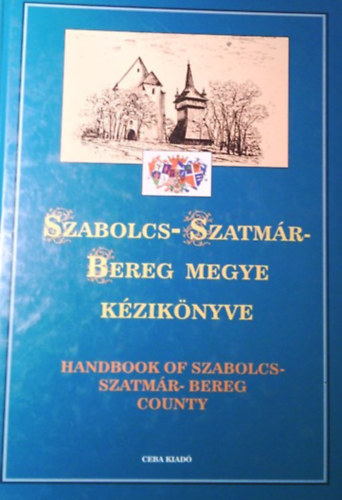 SZABOLCS- SZATMÁR-
BEREG MEGYE
KÉZIKÖNYVE
HANDBOOK OF SZABOLCS-
SZATMÁR- BEREG
COUNTY
CEBA KIADÓ